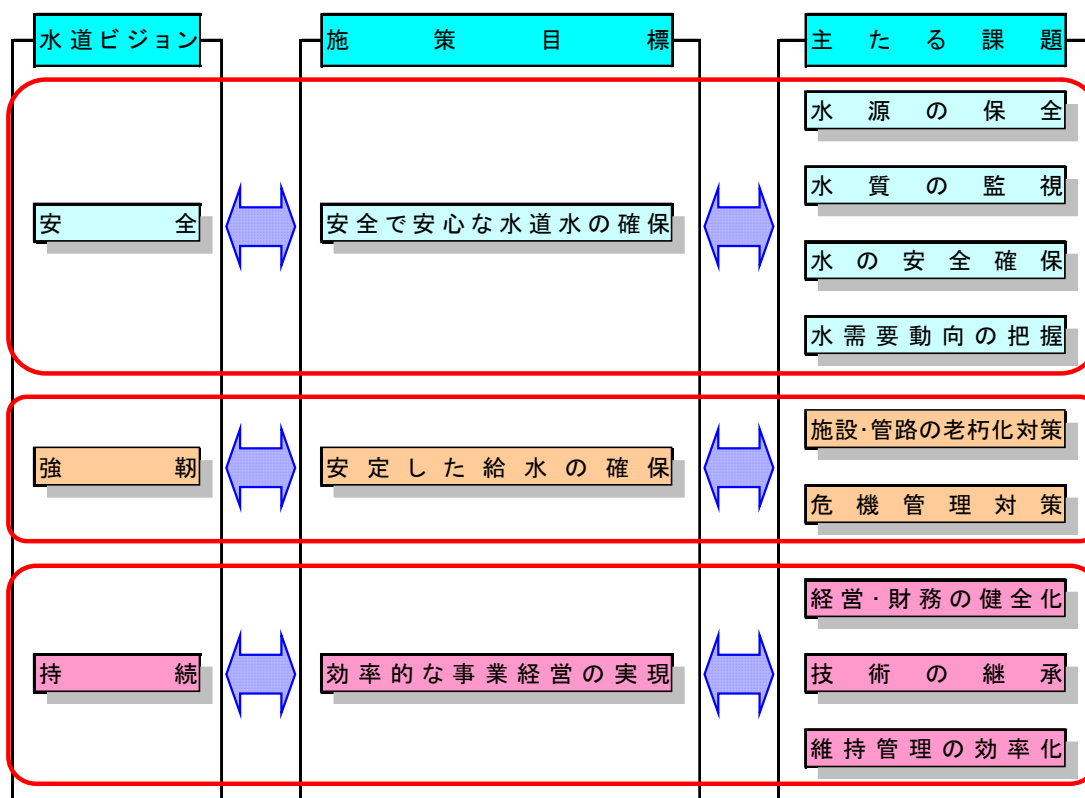 水道ビジョン
施策目標
主たる課題
安全
安全で安心な水道水の確保
水源の保全
水質の監視
水の安全確保
水需要動向の把握
強靭
安定した給水の確保
施設・管路の老朽化対策
危機管理対策
持続
効率的な事業経営の実現
経営・財務の健全化
技術の継承
維持管理の効率化